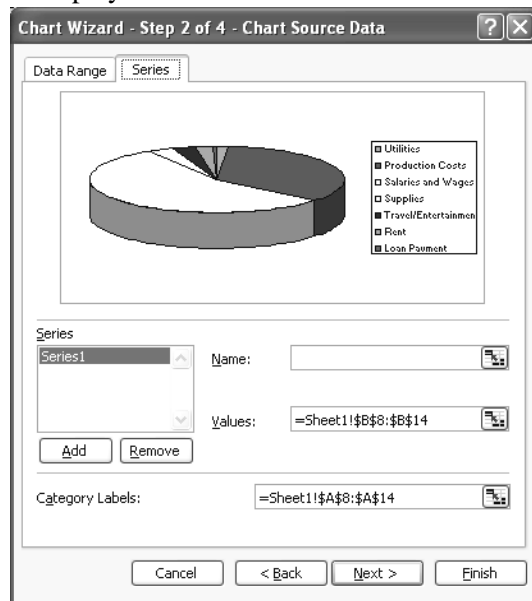 Chart Wizard - Step 2 of 4 - Chart Source Data
Data Range
Series
Utilities
Production Costs
Salaries and Wages
Supplies
Travel/Entertainmen
Rent
Loan Payment
Series
Series1
Name:
Values:
=Sheet1!$B$8:$B$14
Add
Remove
Category Labels:
=Sheet1!$A$8:$A$14
Cancel
< Back
Next >
Finish